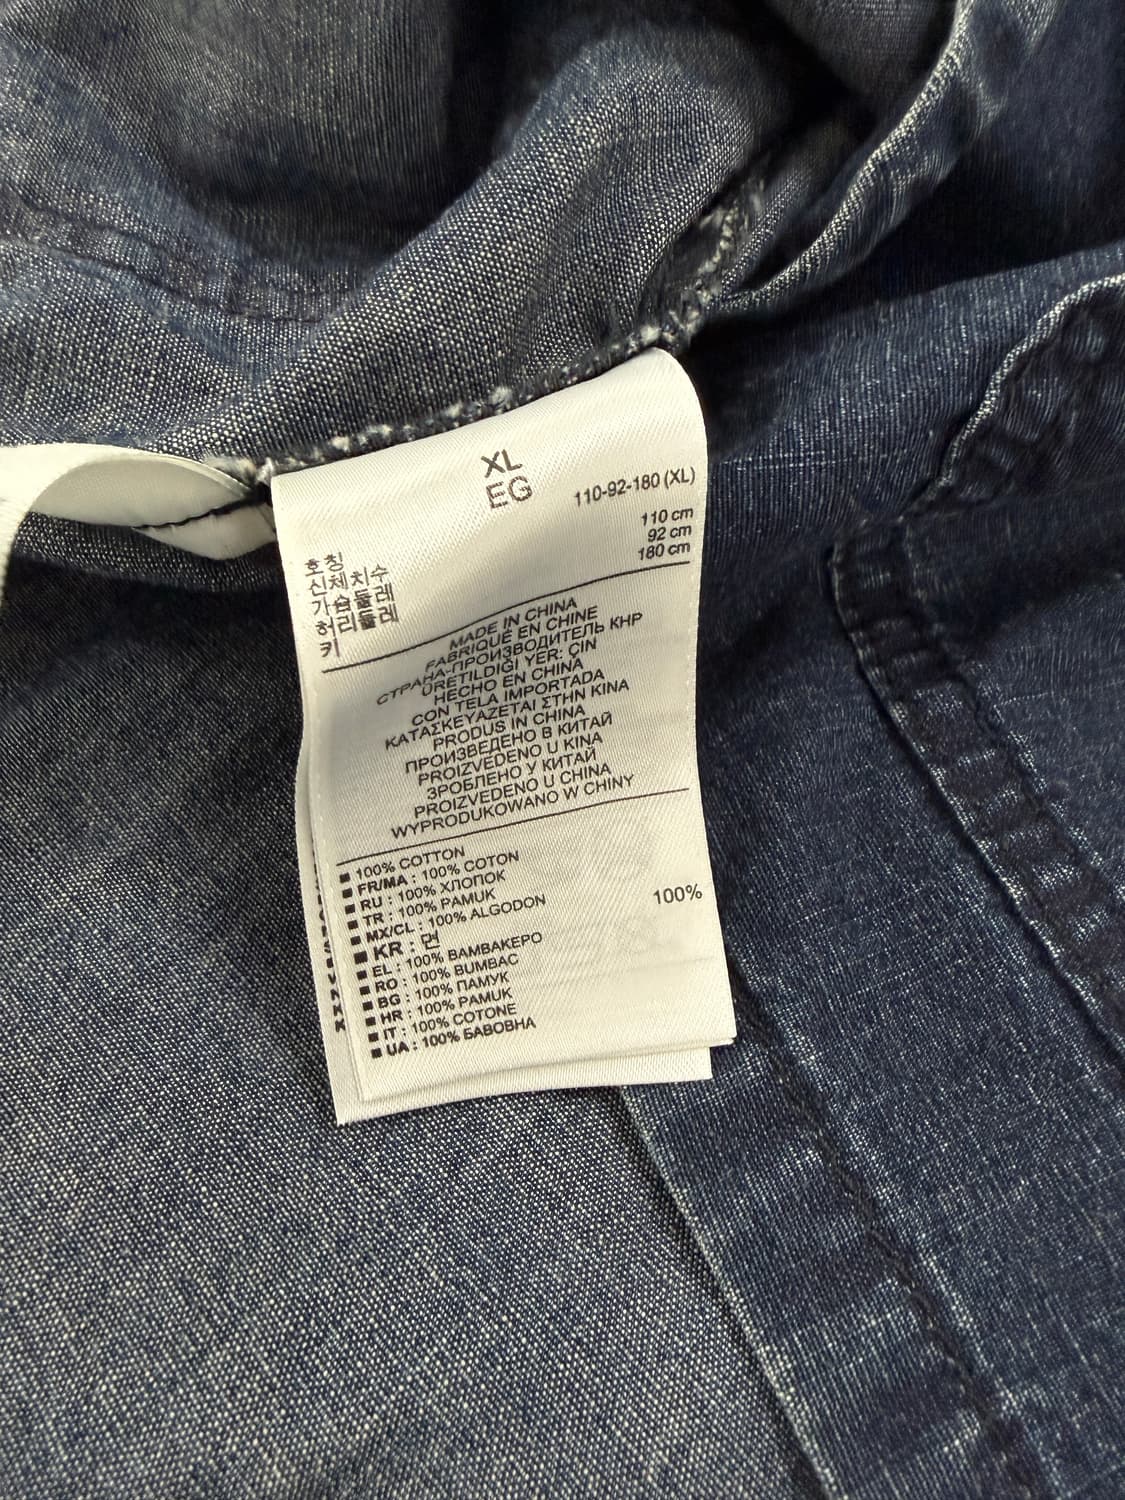 XL
EG
호칭 110-92-180 (XL)
신체치수
가슴둘레 110 cm
허리둘레 92 cm
키 180 cm
MADE IN CHINA
FABRIQUÉ EN CHINE
СТРАНА-ПРОИЗВОДИТЕЛЬ КНР
ÜRETILDIĞI YER: ÇIN
HECHO EN CHINA
CON TELA IMPORTADA
ΚΑΤΑΣΚΕΥΑΖΕΤΑΙ ΣΤΗΝ ΚΙΝΑ
PRODUS IN CHINA
ПРОИЗВЕДЕНО В КИТАЙ
PROIZVEDENO U KINA
ЗРОБЛЕНО У КИТАЙ
PROIZVEDENO U CHINA
WYPRODUKOWANO W CHINY
■ 100% COTTON
■ FR/MA : 100% COTON
■ RU : 100% ХЛОПОК
■ TR : 100% PAMUK
■ MX/CL : 100% ALGODON
■ KR : 면 100%
■ EL : 100% ΒΑΜΒΑΚΕΡΟ
■ RO : 100% BUMBAC
■ BG : 100% ПАМУК
■ HR : 100% PAMUK
■ IT : 100% COTONE
■ UA : 100% БАВОВНА